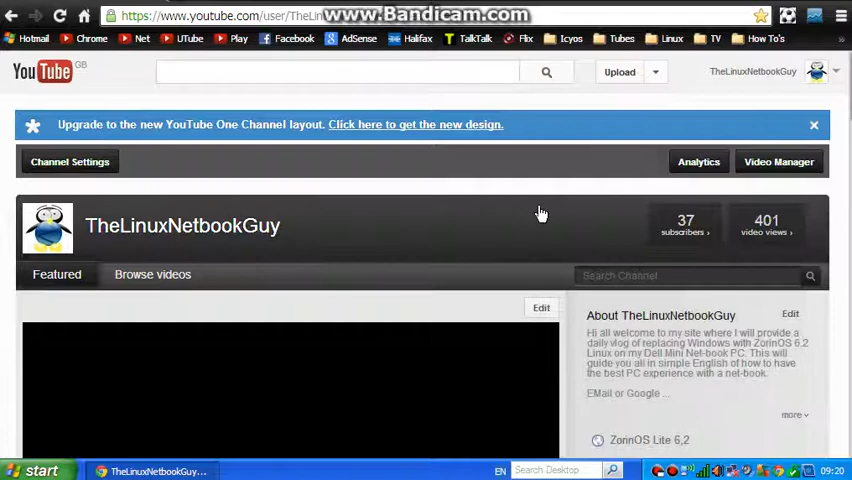 https://www.youtube.com/user/TheLin
www.Bandicam.com
Hotmail Chrome Net UTube Play Facebook AdSense Halifax TalkTalk Flix Icyos Tubes Linux TV How To's »
YouTube GB
Upload
TheLinuxNetbookGuy
Upgrade to the new YouTube One Channel layout. Click here to get the new design.
Channel Settings
Analytics Video Manager
TheLinuxNetbookGuy
37 subscribers ›
401 video views ›
Featured Browse videos Search Channel
Edit
About TheLinuxNetbookGuy Edit
Hi all welcome to my site where I will provide a
daily vlog of replacing Windows with ZorinOS 6.2
Linux on my Dell Mini Net-book PC. This will
guide you all in simple English of how to have
the best PC experience with a net-book.
EMail or Google ...
more
ZorinOS Lite 6,2
start TheLinuxNetbookGuy... EN Search Desktop... 09:20